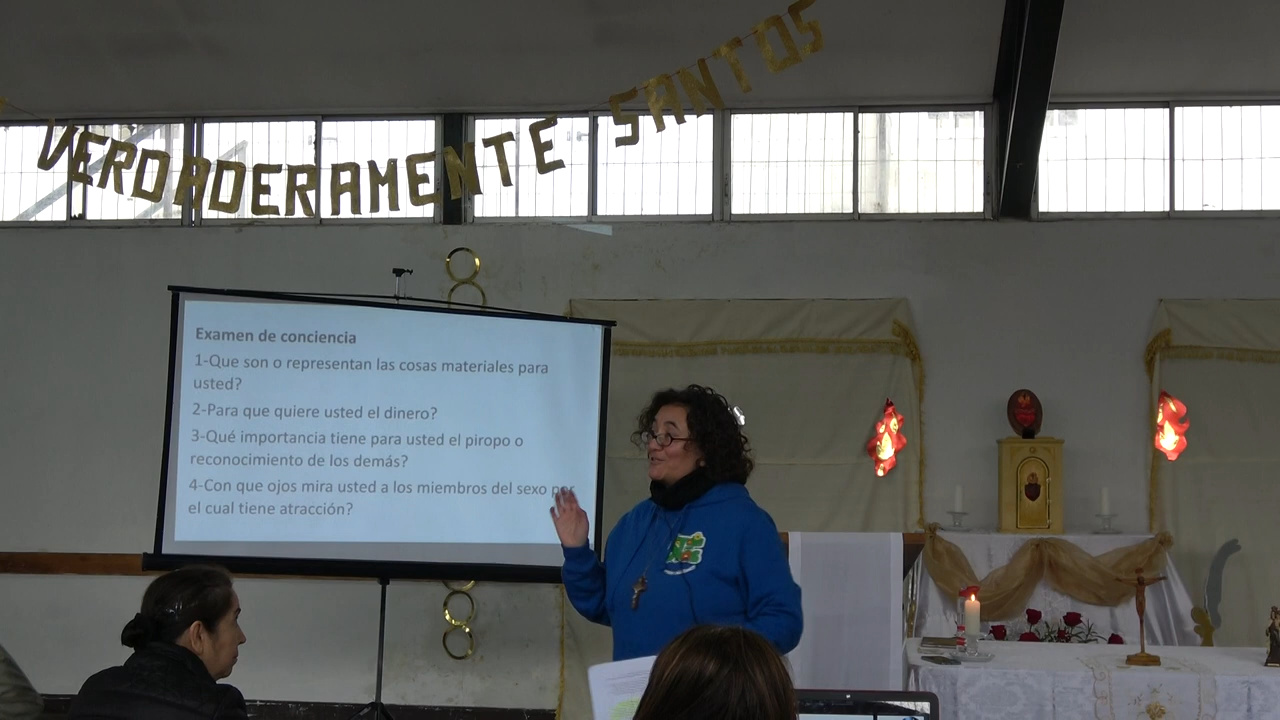 VERDADERAMENTE SANTOS
Examen de conciencia
1-Que son o representan las cosas materiales para
usted?
2-Para que quiere usted el dinero?
3-Qué importancia tiene para usted el piropo o
reconocimiento de los demás?
4-Con que ojos mira usted a los miembros del sexo por
el cual tiene atracción?